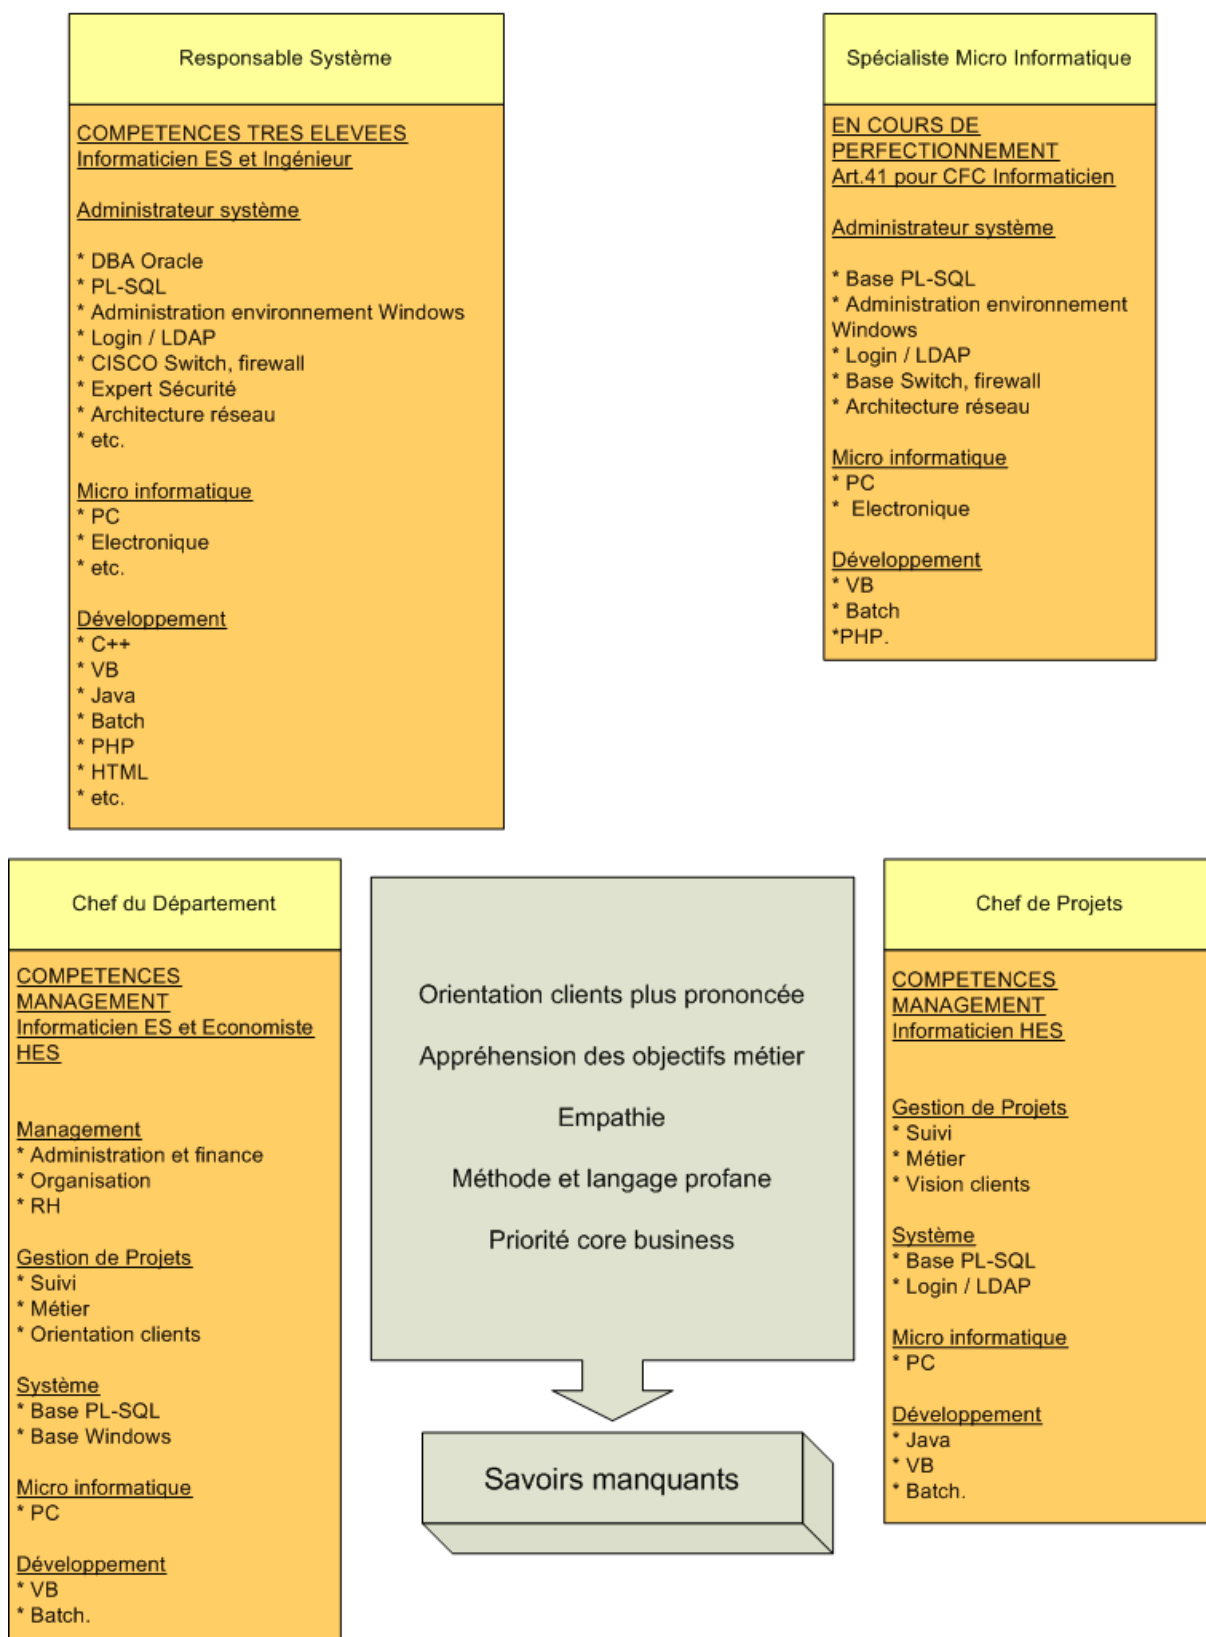 Responsable Système
COMPETENCES TRES ELEVEES
Informaticien ES et Ingénieur
Administrateur système
* DBA Oracle
* PL-SQL
* Administration environnement Windows
* Login / LDAP
* CISCO Switch, firewall
* Expert Sécurité
* Architecture réseau
* etc.
Micro informatique
* PC
* Electronique
* etc.
Développement
* C++
* VB
* Java
* Batch
* PHP
* HTML
* etc.
Spécialiste Micro Informatique
EN COURS DE
PERFECTIONNEMENT
Art.41 pour CFC Informaticien
Administrateur système
* Base PL-SQL
* Administration environnement
Windows
* Login / LDAP
* Base Switch, firewall
* Architecture réseau
Micro informatique
* PC
*  Electronique
Développement
* VB
* Batch
*PHP.
Chef du Département
COMPETENCES
MANAGEMENT
Informaticien ES et Economiste
HES
Management
* Administration et finance
* Organisation
* RH
Gestion de Projets
* Suivi
* Métier
* Orientation clients
Système
* Base PL-SQL
* Base Windows
Micro informatique
* PC
Développement
* VB
* Batch.
Orientation clients plus prononcée
Appréhension des objectifs métier
Empathie
Méthode et langage profane
Priorité core business
Savoirs manquants
Chef de Projets
COMPETENCES
MANAGEMENT
Informaticien HES
Gestion de Projets
* Suivi
* Métier
* Vision clients
Système
* Base PL-SQL
* Login / LDAP
Micro informatique
* PC
Développement
* Java
* VB
* Batch.